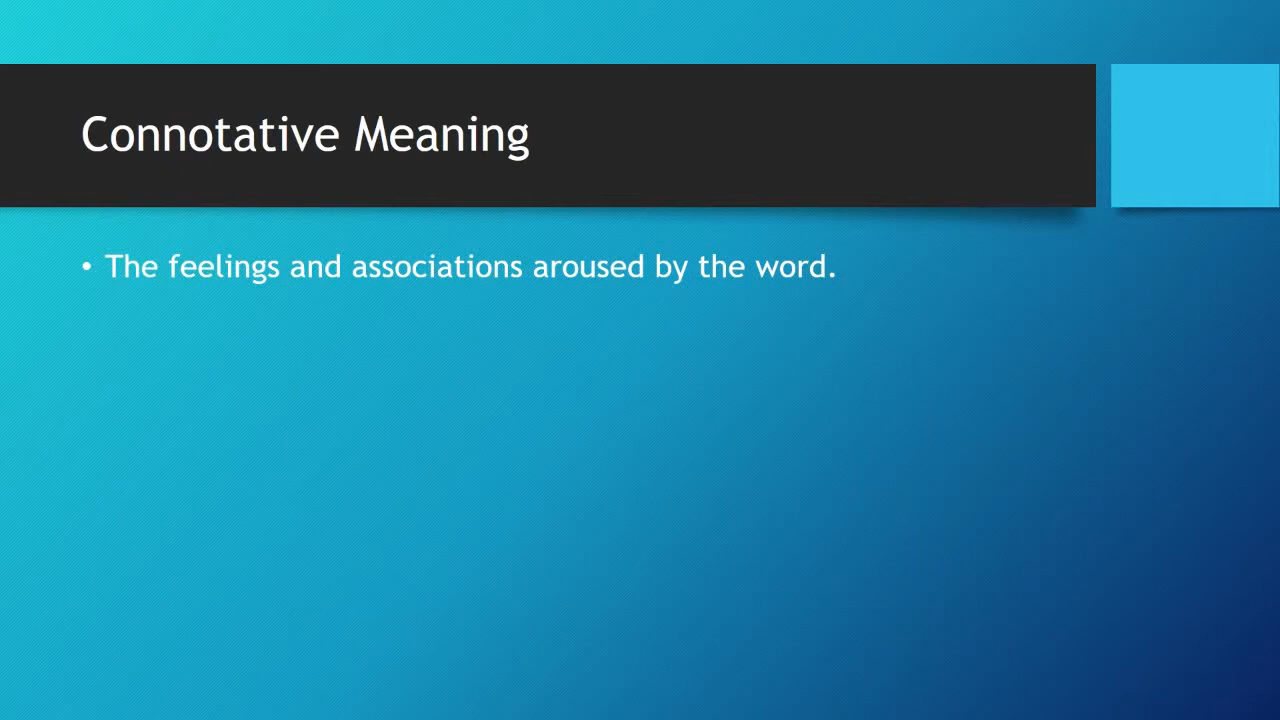 Connotative Meaning
• The feelings and associations aroused by the word.